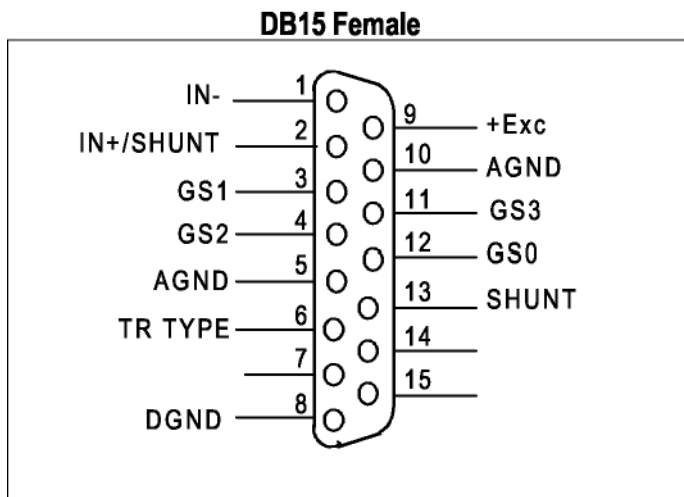 DB15 Female
IN- 1
IN+/SHUNT 2
GS1 3
GS2 4
AGND 5
TR TYPE 6
7
DGND 8
9 +Exc
10 AGND
11 GS3
12 GS0
13 SHUNT
14
15